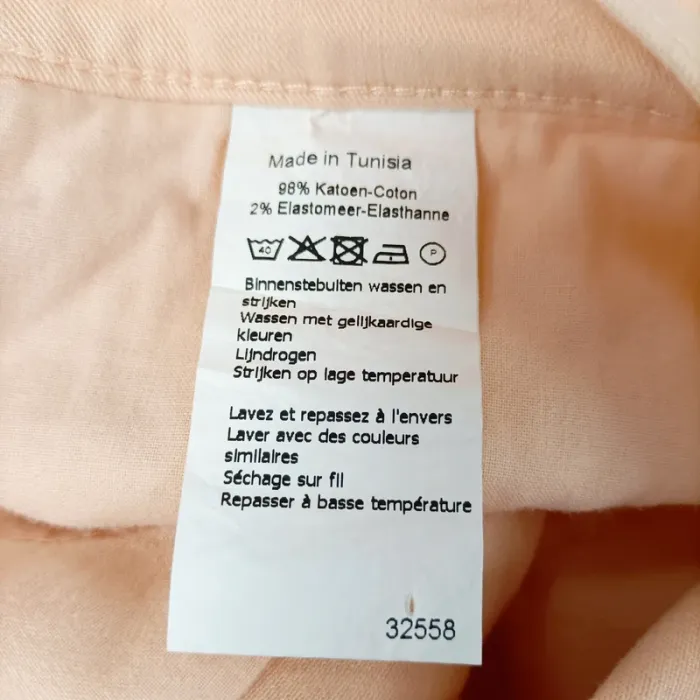 Made in Tunisia
98% Katoen-Coton
2% Elastomeer-Elasthanne
40 P
Binnenstebuiten wassen en
strijken
Wassen met gelijkaardige
kleuren
Lijndrogen
Strijken op lage temperatuur
Lavez et repassez à l'envers
Laver avec des couleurs
similaires
Séchage sur fil
Repasser à basse température
32558